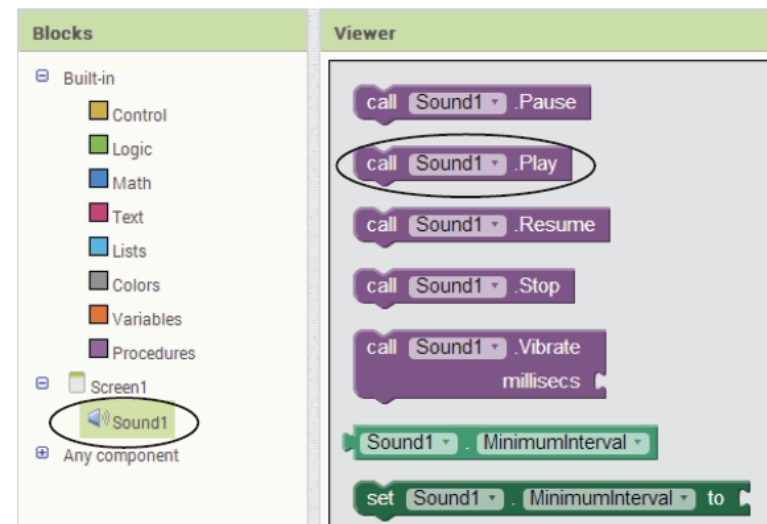 Blocks
Built-in
Control
Logic
Math
Text
Lists
Colors
Variables
Procedures
Screen1
Sound1
Any component
Viewer
call Sound1 .Pause
call Sound1 .Play
call Sound1 .Resume
call Sound1 .Stop
call Sound1 .Vibrate
millisecs
Sound1 . MinimumInterval
set Sound1 . MinimumInterval to